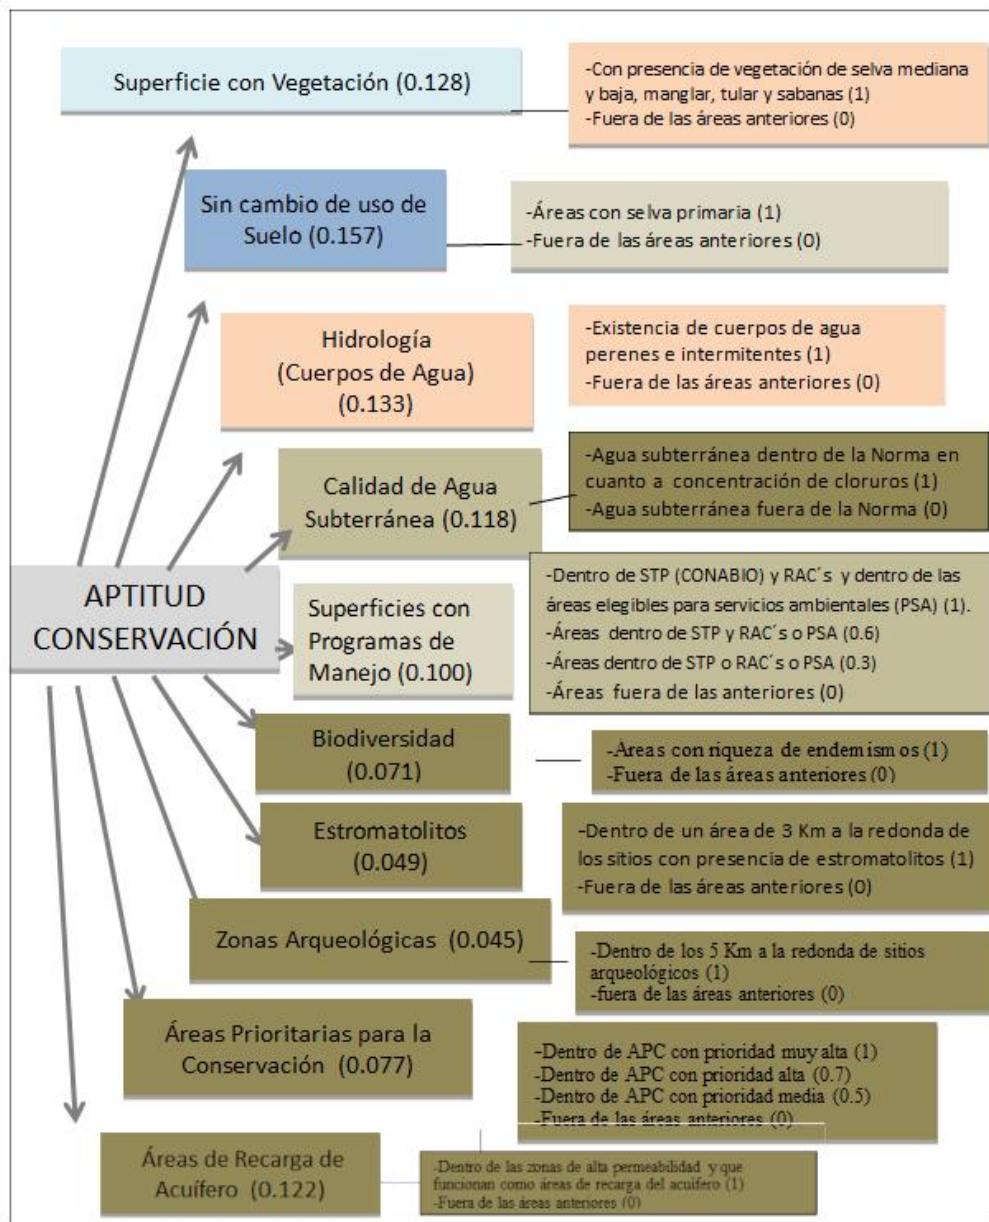 Superficie con Vegetación (0.128)
-Con presencia de vegetación de selva mediana
y baja, manglar, tular y sabanas (1)
-Fuera de las áreas anteriores (0)
Sin cambio de uso de
Suelo (0.157)
-Áreas con selva primaria (1)
-Fuera de las áreas anteriores (0)
Hidrología
(Cuerpos de Agua)
(0.133)
-Existencia de cuerpos de agua
perenes e intermitentes (1)
-Fuera de las áreas anteriores (0)
Calidad de Agua
Subterránea (0.118)
-Agua subterránea dentro de la Norma en
cuanto a concentración de cloruros (1)
-Agua subterránea fuera de la Norma (0)
APTITUD
CONSERVACIÓN
Superficies con
Programas de
Manejo (0.100)
-Dentro de STP (CONABIO) y RAC´s y dentro de las
áreas elegibles para servicios ambientales (PSA) (1).
-Áreas dentro de STP y RAC´s o PSA (0.6)
-Áreas dentro de STP o RAC´s o PSA (0.3)
-Áreas fuera de las anteriores (0)
Biodiversidad
(0.071)
-Áreas con riqueza de endemismos (1)
-Fuera de las áreas anteriores (0)
Estromatolitos
(0.049)
-Dentro de un área de 3 Km a la redonda de
los sitios con presencia de estromatolitos (1)
-Fuera de las áreas anteriores (0)
Zonas Arqueológicas (0.045)
-Dentro de los 5 Km a la redonda de sitios
arqueológicos (1)
-fuera de las áreas anteriores (0)
Áreas Prioritarias para la
Conservación (0.077)
-Dentro de APC con prioridad muy alta (1)
-Dentro de APC con prioridad alta (0.7)
-Dentro de APC con prioridad media (0.5)
-Fuera de las áreas anteriores (0)
Áreas de Recarga de
Acuífero (0.122)
-Dentro de las zonas de alta permeabilidad y que
funcionan como áreas de recarga del acuífero (1)
-Fuera de las áreas anteriores (0)